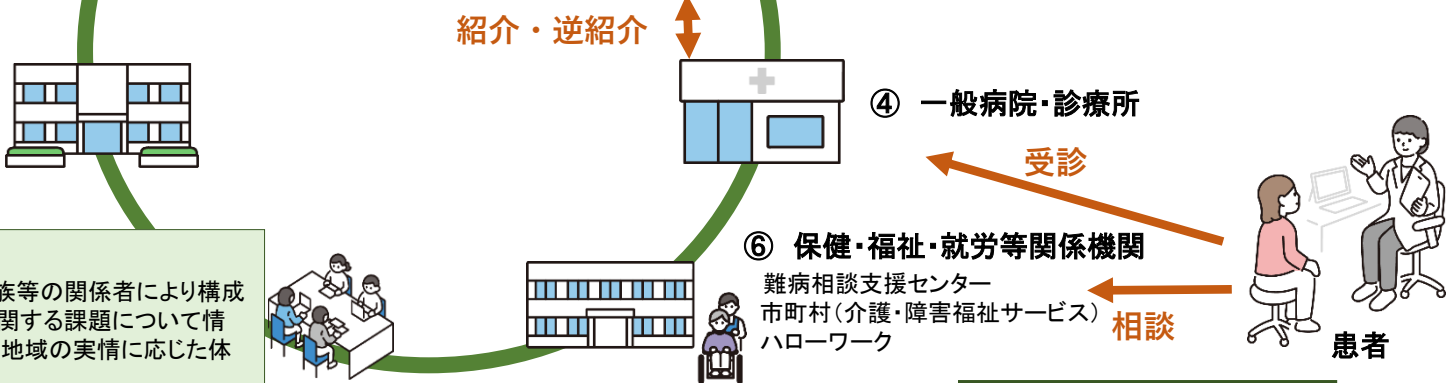 紹介・逆紹介
④ 一般病院・診療所
受診
⑥ 保健・福祉・就労等関係機関
難病相談支援センター
市町村(介護・障害福祉サービス)
ハローワーク
相談
患者
族等の関係者により構成
関する課題について情
地域の実情に応じた体